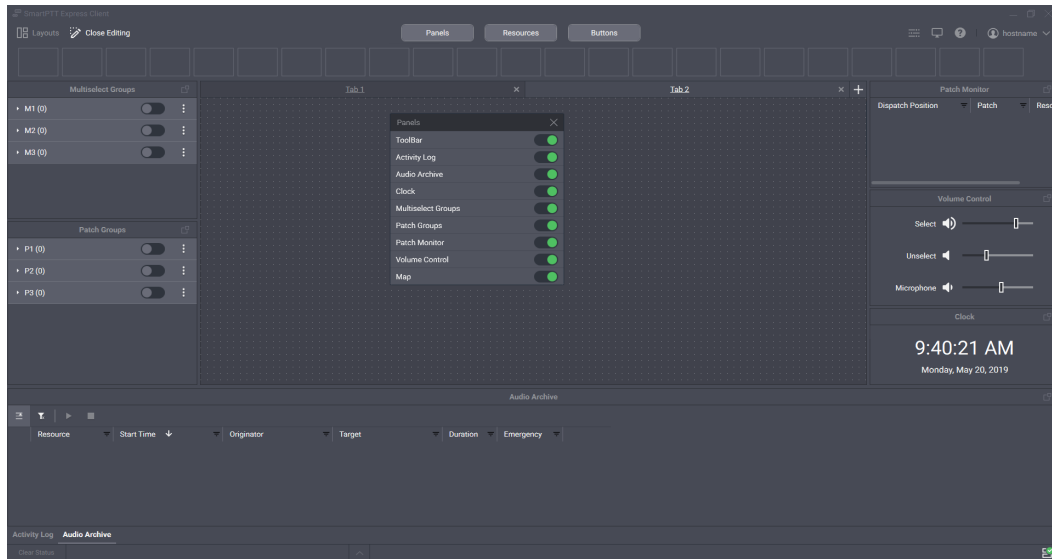 SmartPTT Express Client
Layouts Close Editing Panels Resources Buttons hostname
Multiselect Groups Tab 1 Tab 2 Patch Monitor
M1 (0)
M2 (0)
M3 (0)
Dispatch Position Patch
Panels
ToolBar
Activity Log
Audio Archive
Clock
Multiselect Groups
Patch Groups
Patch Monitor
Volume Control
Map
Volume Control
Select
Unselect
Microphone
Patch Groups
P1 (0)
P2 (0)
P3 (0)
Clock
9:40:21 AM
Monday, May 20, 2019
Audio Archive
Resource Start Time Originator Target Duration Emergency
Activity Log Audio Archive
Clear Status